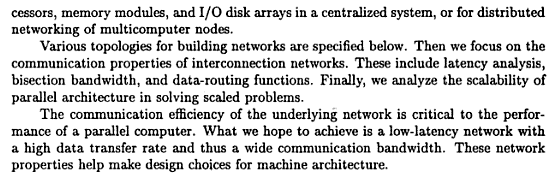 cessors, memory modules, and I/O disk arrays in a centralized system, or for distributed
networking of multicomputer nodes.
Various topologies for building networks are specified below. Then we focus on the
communication properties of interconnection networks. These include latency analysis,
bisection bandwidth, and data-routing functions. Finally, we analyze the scalability of
parallel architecture in solving scaled problems.
The communication efficiency of the underlying network is critical to the perfor-
mance of a parallel computer. What we hope to achieve is a low-latency network with
a high data transfer rate and thus a wide communication bandwidth. These network
properties help make design choices for machine architecture.